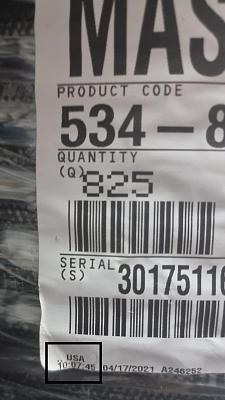 MAS
PRODUCT CODE
534-8
QUANTITY
(Q) 825
SERIAL
(S) 30175116
USA
10:07:45 04/17/2021 A246252